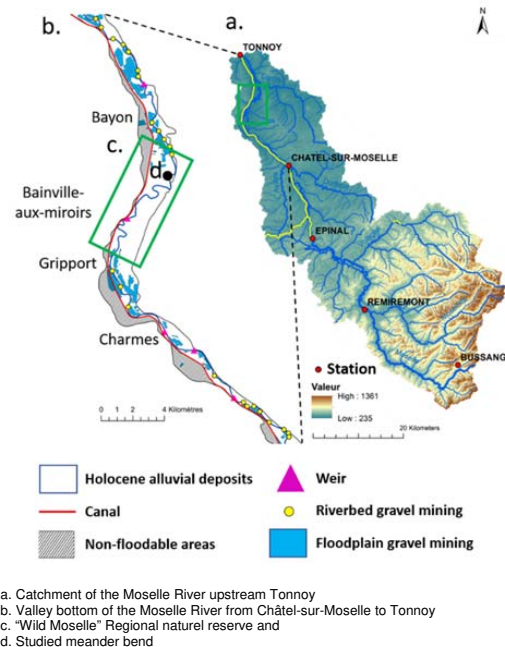 b.
a.
N
TONNOY
Bayon
c.
d
CHATEL-SUR-MOSELLE
Bainville-
aux-miroirs
EPINAL
Gripport
REMIREMONT
Charmes
BUSSANG
Station
Valeur
High : 1361
Low : 235
0 1 2 4 Kilomètres
20 Kilometers
Holocene alluvial deposits
Weir
Canal
Riverbed gravel mining
Non-floodable areas
Floodplain gravel mining
a. Catchment of the Moselle River upstream Tonnoy
b. Valley bottom of the Moselle River from Châtel-sur-Moselle to Tonnoy
c. “Wild Moselle” Regional naturel reserve and
d. Studied meander bend